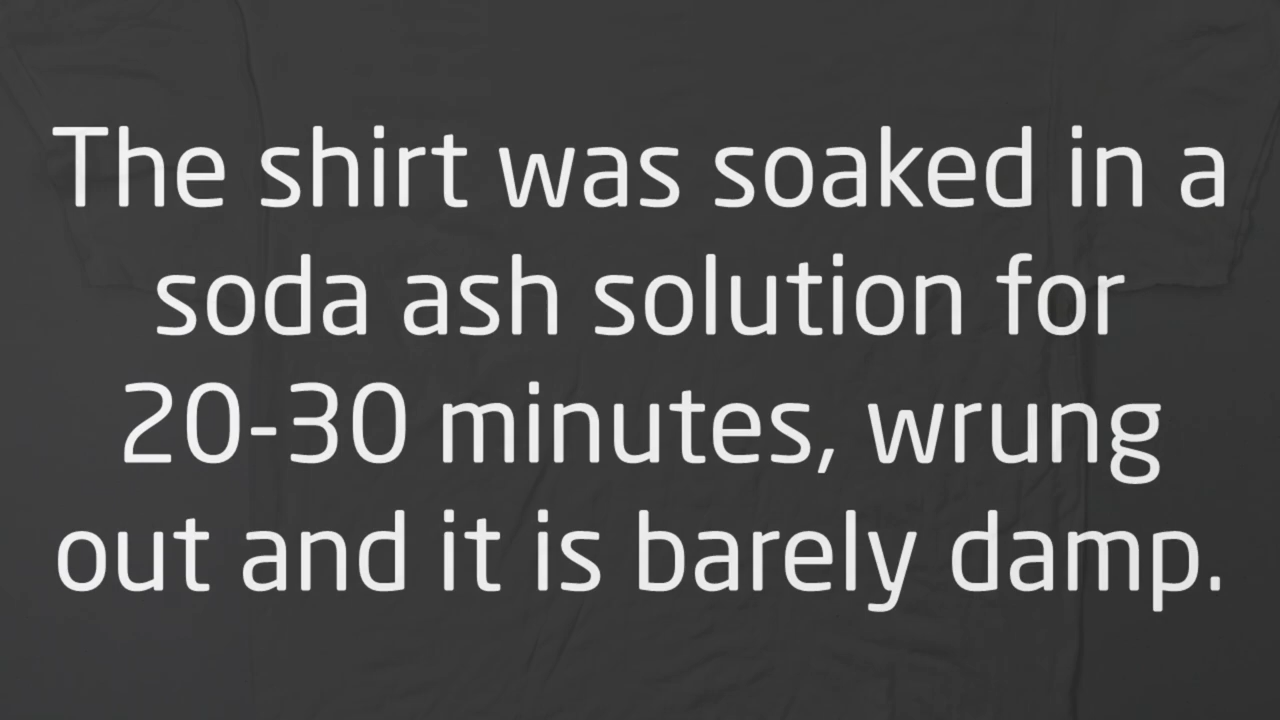 The shirt was soaked in a
soda ash solution for
20-30 minutes, wrung
out and it is barely damp.